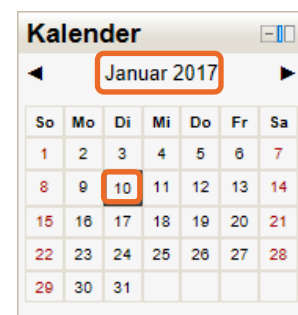 Kalender
Januar 2017
So Mo Di Mi Do Fr Sa
1 2 3 4 5 6 7
8 9 10 11 12 13 14
15 16 17 18 19 20 21
22 23 24 25 26 27 28
29 30 31